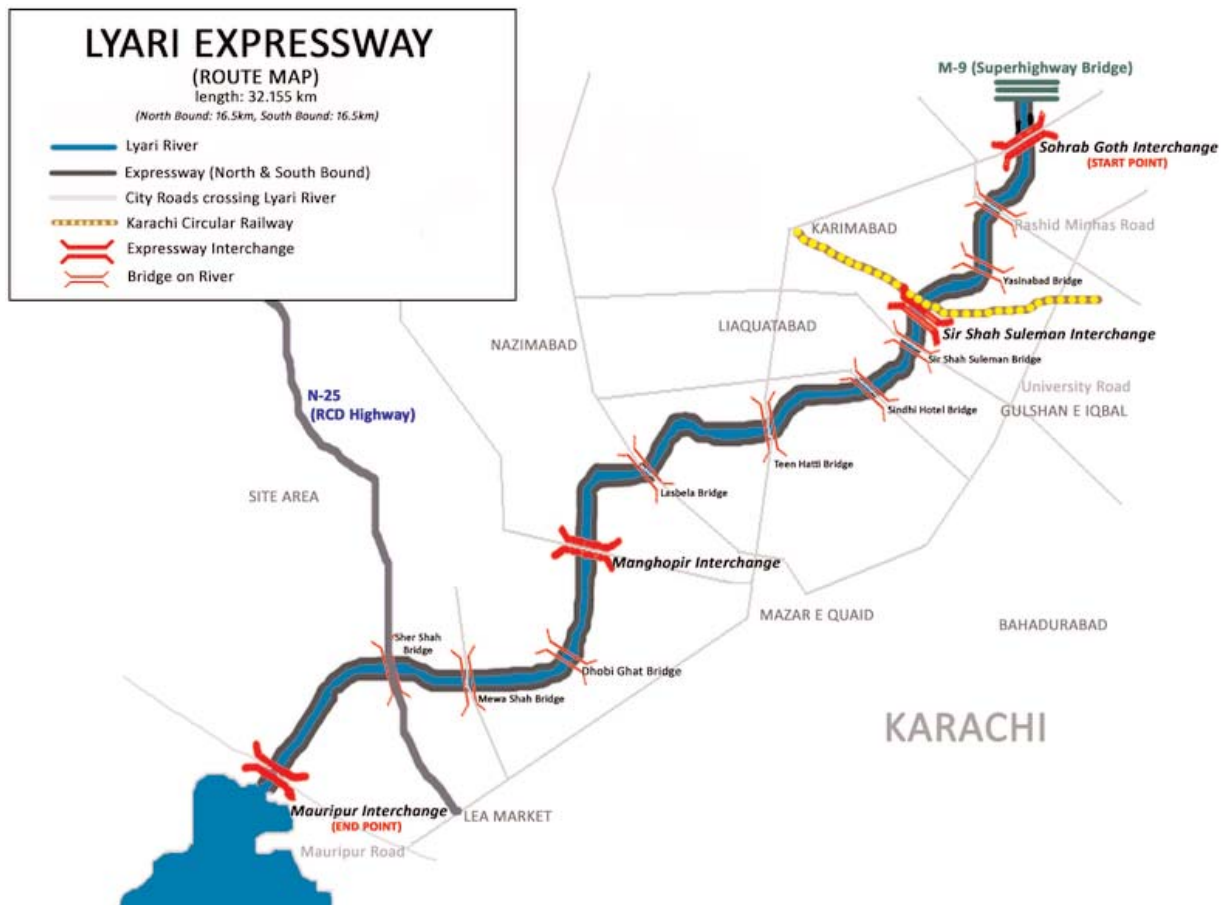 LYARI EXPRESSWAY
(ROUTE MAP)
length: 32.155 km
(North Bound: 16.5km, South Bound: 16.5km)
Lyari River
Expressway (North & South Bound)
City Roads crossing Lyari River
Karachi Circular Railway
Expressway Interchange
Bridge on River
M-9 (Superhighway Bridge)
Sohrab Goth Interchange
(START POINT)
Rashid Minhas Road
KARIMABAD
Yasinabad Bridge
LIAQUATABAD
Sir Shah Suleman Interchange
NAZIMABAD
Sir Shah Suleman Bridge
University Road
N-25
(RCD Highway)
Sindhi Hotel Bridge
GULSHAN E IQBAL
Teen Hatti Bridge
SITE AREA
Lasbela Bridge
Manghopir Interchange
MAZAR E QUAID
BAHADURABAD
Sher Shah
Bridge
Dhobi Ghat Bridge
Mewa Shah Bridge
KARACHI
Mauripur Interchange
(END POINT)
LEA MARKET
Mauripur Road